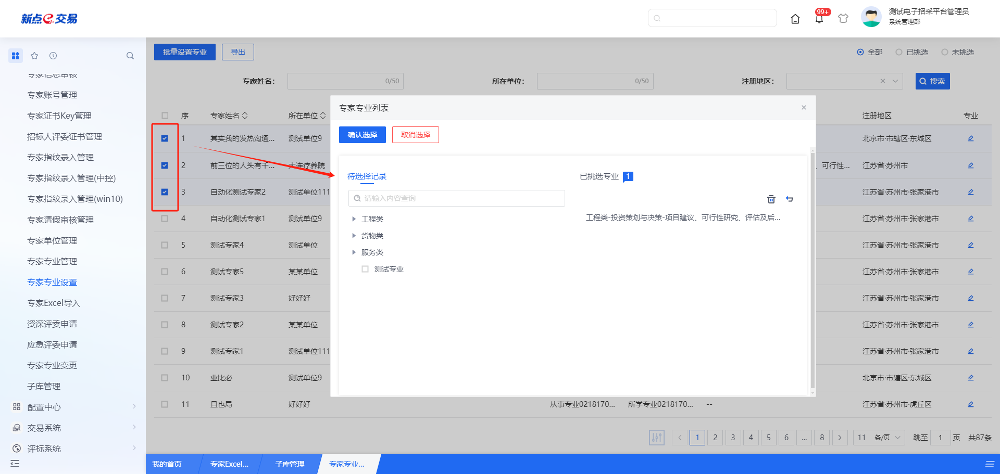 新点e交易
99+
测试电子招采平台管理员
系统管理部
专家信息审核
专家账号管理
专家证书Key管理
招标人评委证书管理
专家指纹录入管理
专家指纹录入管理(中控)
专家指纹录入管理(win10)
专家请假审核管理
专家单位管理
专家专业管理
专家专业设置
专家Excel导入
资深评委申请
应急评委申请
专家专业变更
子库管理
配置中心
交易系统
评标系统
批量设置专业 导出 全部 已挑选 未挑选
专家姓名： 0/50 所在单位： 0/50 注册地区： 搜索
序 专家姓名 所在单位 注册地区 专业
1 其实我的发热沟通... 测试单位9 北京市·市辖区·东城区
2 前三位的人头有千... 大连疗养院 、可行性... 江苏省·苏州市
3 自动化测试专家2 测试单位111 江苏省·苏州市·张家港市
4 自动化测试专家1 测试单位9 江苏省·苏州市·张家港市
5 测试专家4 测试单位 江苏省·苏州市·张家港市
6 测试专家5 某某单位 江苏省·苏州市·张家港市
7 测试专家3 好好好 江苏省·苏州市·张家港市
8 测试专家2 某某单位 江苏省·苏州市·张家港市
9 测试专家1 测试单位111 江苏省·苏州市·张家港市
10 业比必 测试单位9 北京市·市辖区·东城区
11 且也局 好好好 从事专业0218170... 所学专业0218170... -- 江苏省·苏州市·虎丘区
专家专业列表
确认选择 取消选择
待选择记录 已挑选专业 1
请输入内容查询
工程类
货物类
服务类
测试专业
工程类-投资策划与决策-项目建议、可行性研究、评估及后...
1 2 3 4 5 6 ... 8 11 条/页 跳至 1 页 共87条
我的首页 专家Excel... 子库管理 专家专业...